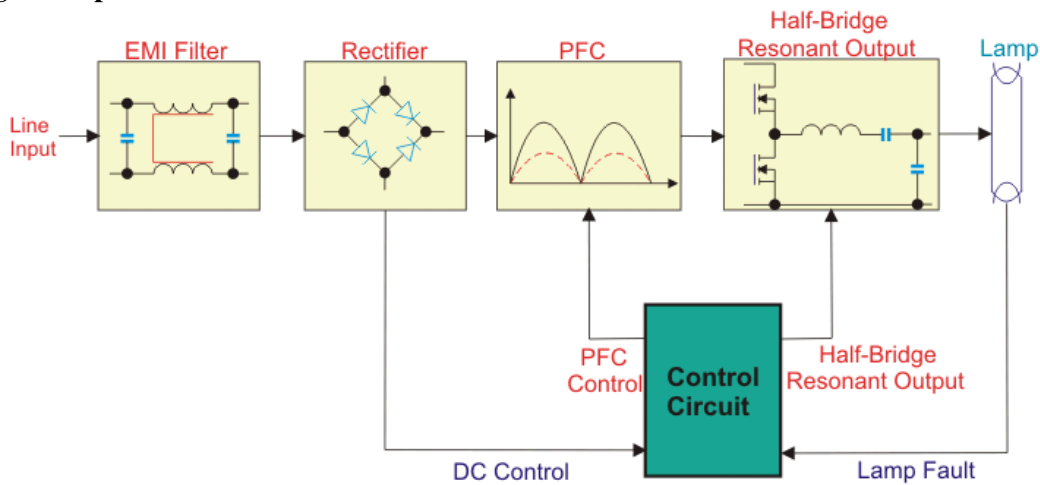 EMI Filter
Rectifier
PFC
Half-Bridge
Resonant Output
Lamp
Line
Input
PFC
Control
Control
Circuit
Half-Bridge
Resonant Output
DC Control
Lamp Fault